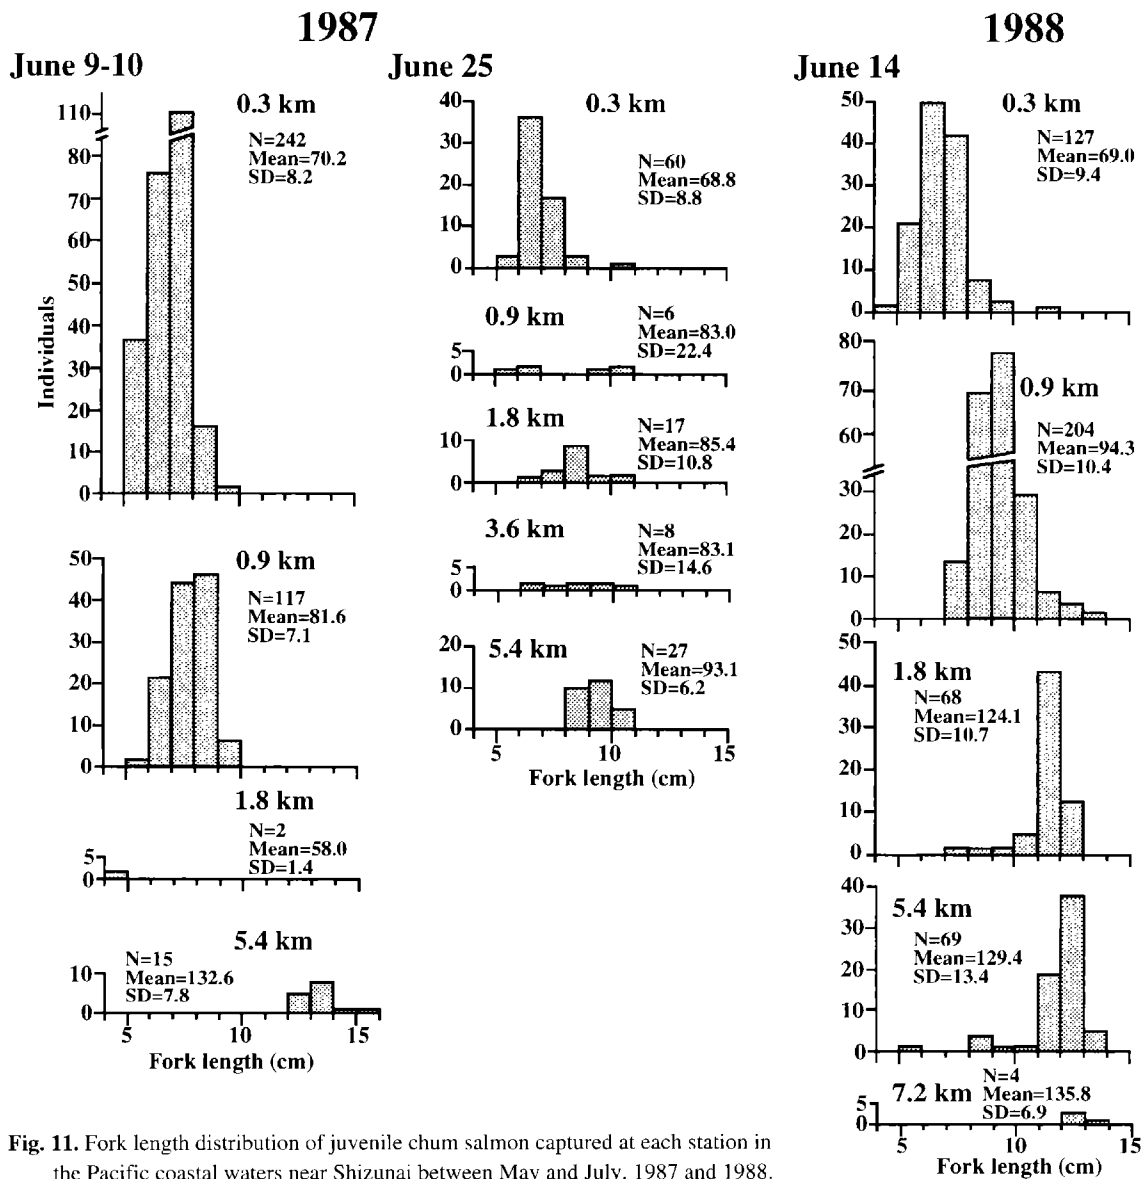 1987
June 9-10
Individuals
110
80
70
60
50
40
30
20
10
0
0.3 km
N=242
Mean=70.2
SD=8.2
50
40
30
20
10
0
0.9 km
N=117
Mean=81.6
SD=7.1
5
0
1.8 km
N=2
Mean=58.0
SD=1.4
10
0
5.4 km
N=15
Mean=132.6
SD=7.8
5 10 15
Fork length (cm)
June 25
40
30
20
10
0
0.3 km
N=60
Mean=68.8
SD=8.8
5
0
0.9 km
N=6
Mean=83.0
SD=22.4
10
0
1.8 km
N=17
Mean=85.4
SD=10.8
5
0
3.6 km
N=8
Mean=83.1
SD=14.6
20
10
0
5.4 km
N=27
Mean=93.1
SD=6.2
5 10 15
Fork length (cm)
1988
June 14
50
40
30
20
10
0
0.3 km
N=127
Mean=69.0
SD=9.4
80
70
60
30
20
10
0
0.9 km
N=204
Mean=94.3
SD=10.4
50
40
30
20
10
0
1.8 km
N=68
Mean=124.1
SD=10.7
40
30
20
10
0
5.4 km
N=69
Mean=129.4
SD=13.4
5
0
7.2 km
N=4
Mean=135.8
SD=6.9
5 10 15
Fork length (cm)
Fig. 11. Fork length distribution of juvenile chum salmon captured at each station in
the Pacific coastal waters near Shizunai between May and July, 1987 and 1988.